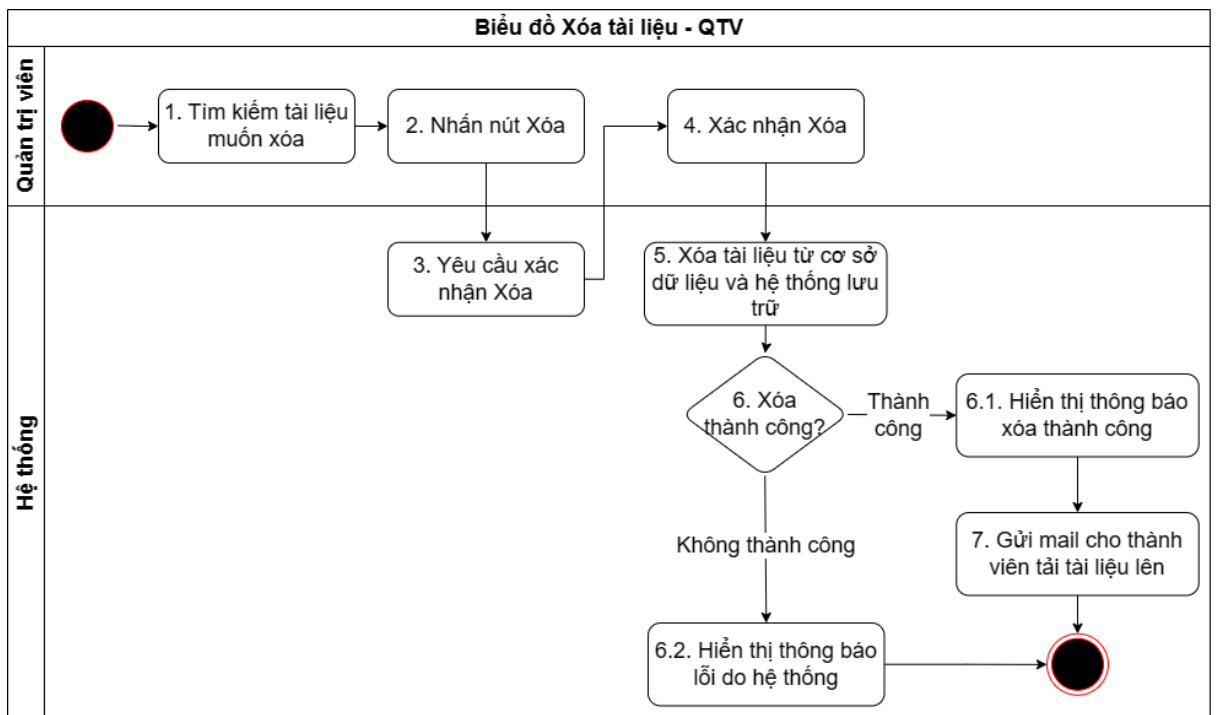 Biểu đồ Xóa tài liệu - QTV
Quản trị viên
1. Tìm kiếm tài liệu
muốn xóa
2. Nhấn nút Xóa
4. Xác nhận Xóa
Hệ thống
3. Yêu cầu xác
nhận Xóa
5. Xóa tài liệu từ cơ sở
dữ liệu và hệ thống lưu
trữ
6. Xóa
thành công?
Thành
công
6.1. Hiển thị thông báo
xóa thành công
Không thành công
7. Gửi mail cho thành
viên tải tài liệu lên
6.2. Hiển thị thông báo
lỗi do hệ thống